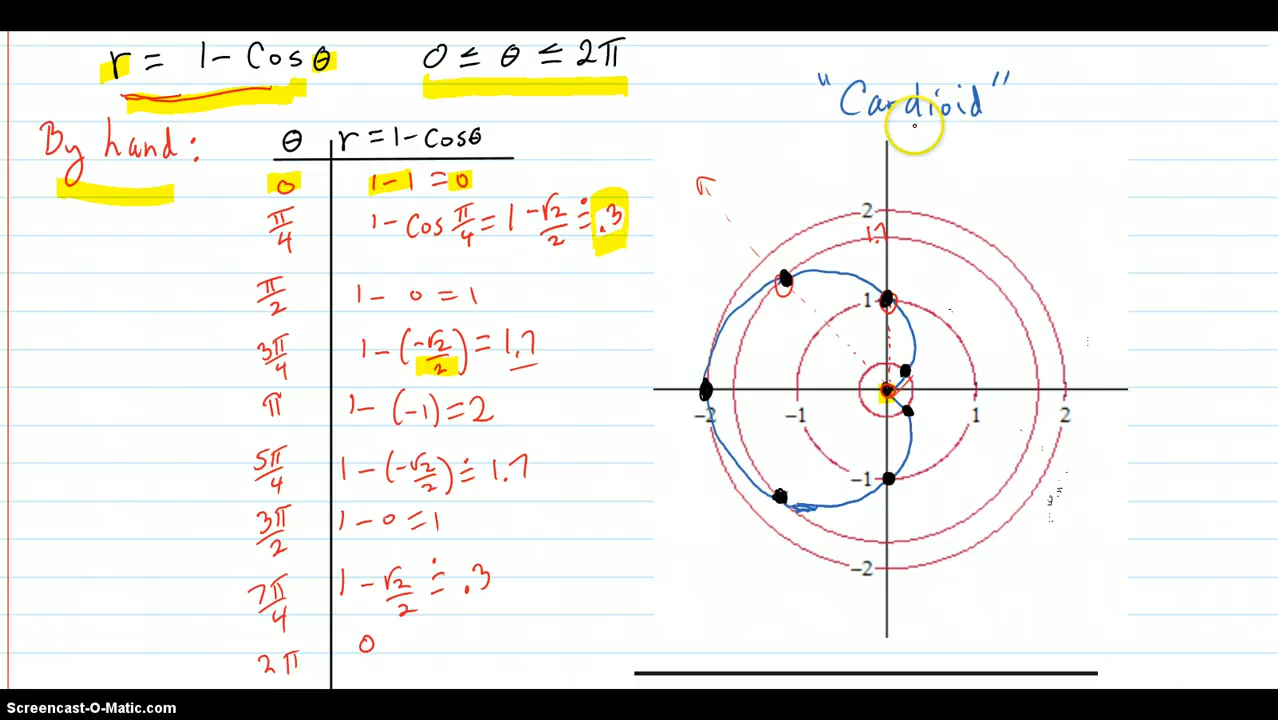 r = 1 - Cos θ    0 ≤ θ ≤ 2π
"Cardioid"
By hand:
θ    r = 1 - Cosθ
0    1 - 1 = 0
π/4    1 - Cos π/4 = 1 - √2/2 ≐ .3
π/2    1 - 0 = 1
3π/4    1 - (-√2/2) = 1.7
π    1 - (-1) = 2
5π/4    1 - (-√2/2) ≐ 1.7
3π/2    1 - 0 = 1
7π/4    1 - √2/2 ≐ .3
2π    0
2
1.7
1
-2    -1    1    2
-1
-2
Screencast-O-Matic.com